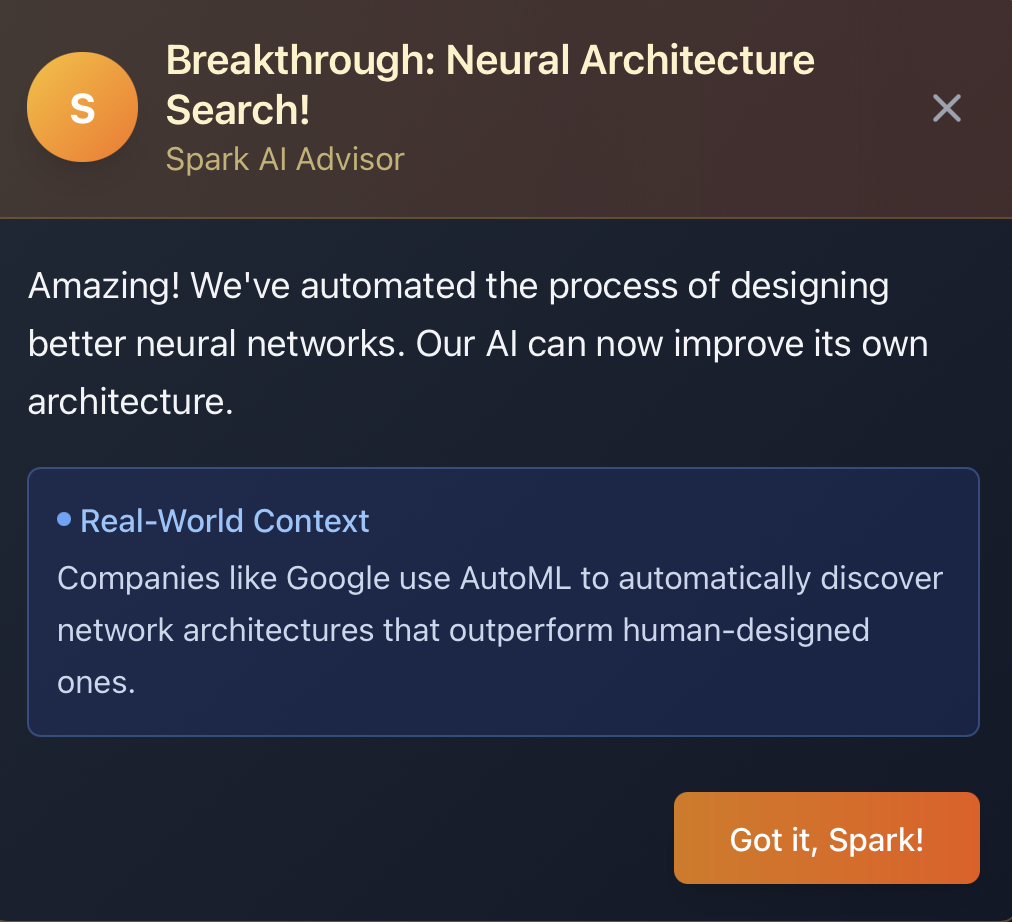 S
Breakthrough: Neural Architecture
Search!
Spark AI Advisor
Amazing! We've automated the process of designing
better neural networks. Our AI can now improve its own
architecture.
Real-World Context
Companies like Google use AutoML to automatically discover
network architectures that outperform human-designed
ones.
Got it, Spark!